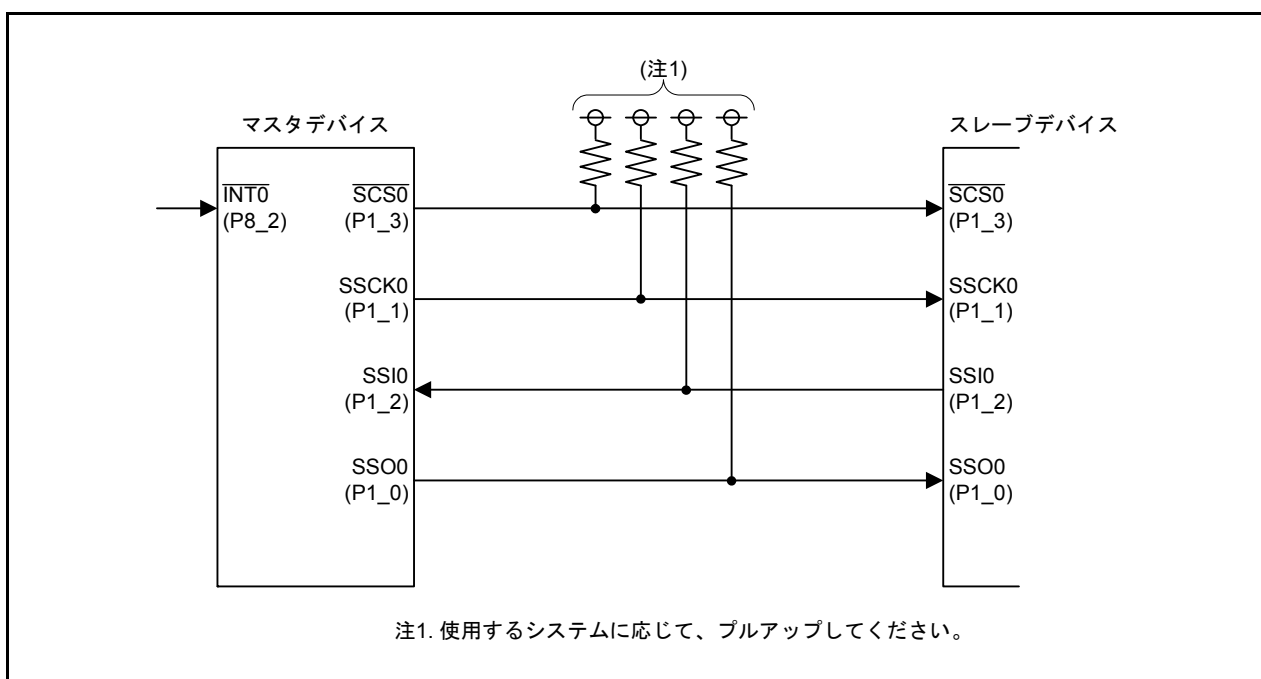 (注1)
マスタデバイス
スレーブデバイス
INT0
(P8_2)
SCS0
(P1_3)
SCS0
(P1_3)
SSCK0
(P1_1)
SSCK0
(P1_1)
SSI0
(P1_2)
SSI0
(P1_2)
SSO0
(P1_0)
SSO0
(P1_0)
注1. 使用するシステムに応じて、プルアップしてください。